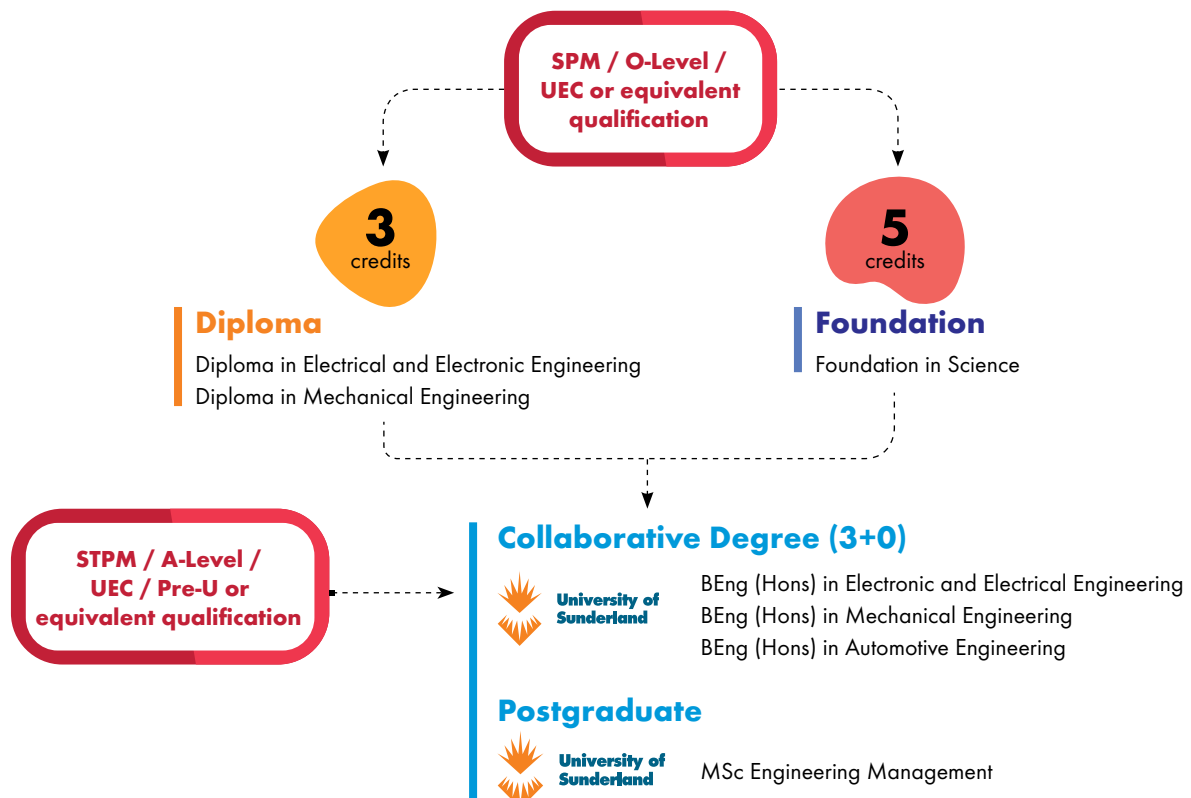 SPM / O-Level /
UEC or equivalent
qualification
3
credits
5
credits
Diploma
Diploma in Electrical and Electronic Engineering
Diploma in Mechanical Engineering
Foundation
Foundation in Science
STPM / A-Level /
UEC / Pre-U or
equivalent qualification
Collaborative Degree (3+0)
University of
Sunderland
BEng (Hons) in Electronic and Electrical Engineering
BEng (Hons) in Mechanical Engineering
BEng (Hons) in Automotive Engineering
Postgraduate
University of
Sunderland
MSc Engineering Management